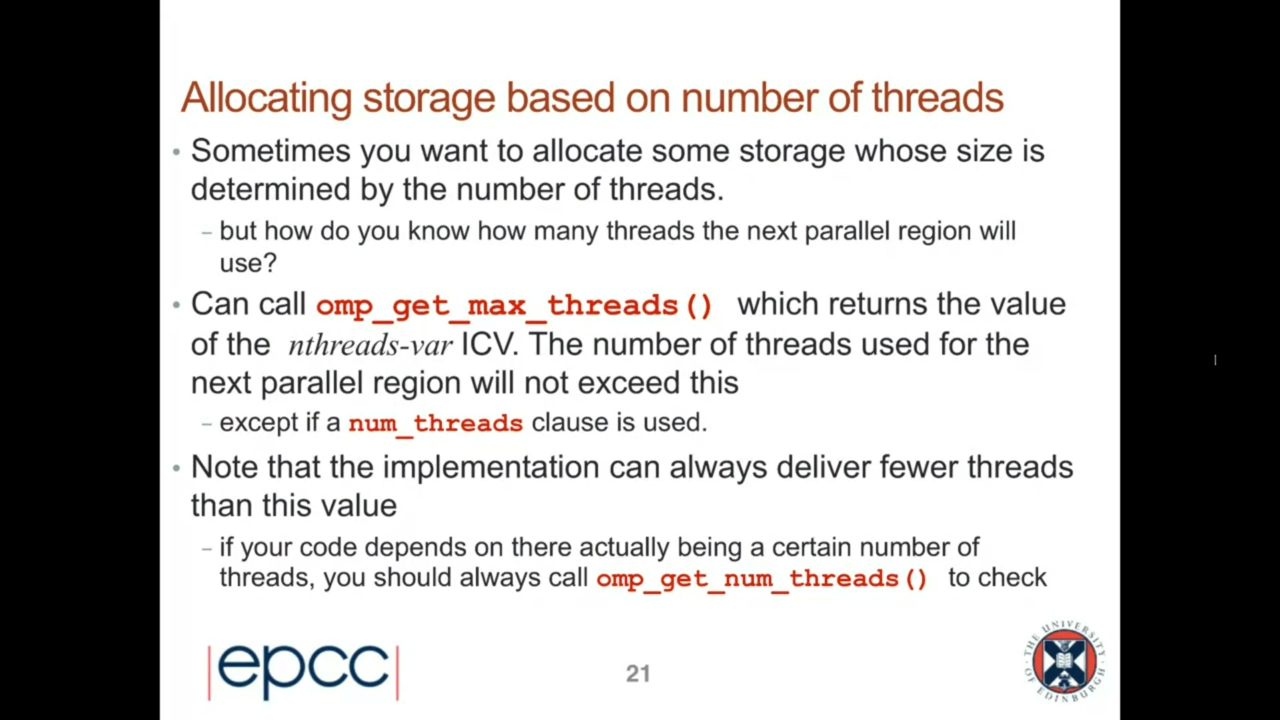 Allocating storage based on number of threads
• Sometimes you want to allocate some storage whose size is
determined by the number of threads.
– but how do you know how many threads the next parallel region will
use?
• Can call omp_get_max_threads() which returns the value
of the nthreads-var ICV. The number of threads used for the
next parallel region will not exceed this
– except if a num_threads clause is used.
• Note that the implementation can always deliver fewer threads
than this value
– if your code depends on there actually being a certain number of
threads, you should always call omp_get_num_threads() to check
epcc
21
THE UNIVERSITY
OF EDINBURGH